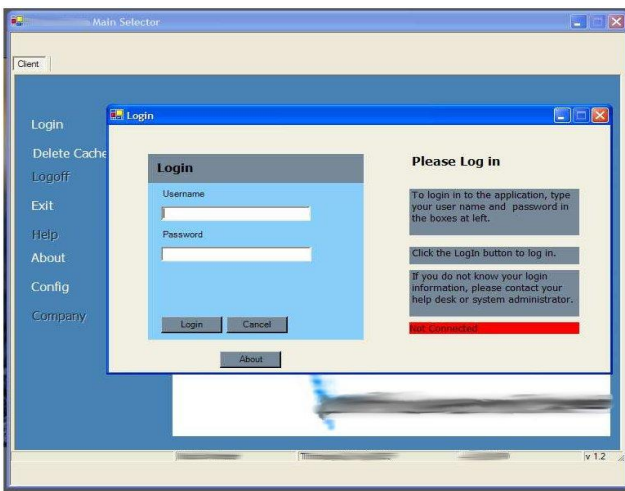 Main Selector
Client
Login
Delete Cache
Logoff
Exit
Help
About
Config
Company
Login
Login
Username
Password
Login Cancel
About
Please Log in
To login in to the application, type
your user name and password in
the boxes at left.
Click the LogIn button to log in.
If you do not know your login
information, please contact your
help desk or system administrator.
Not Connected
v 1.2